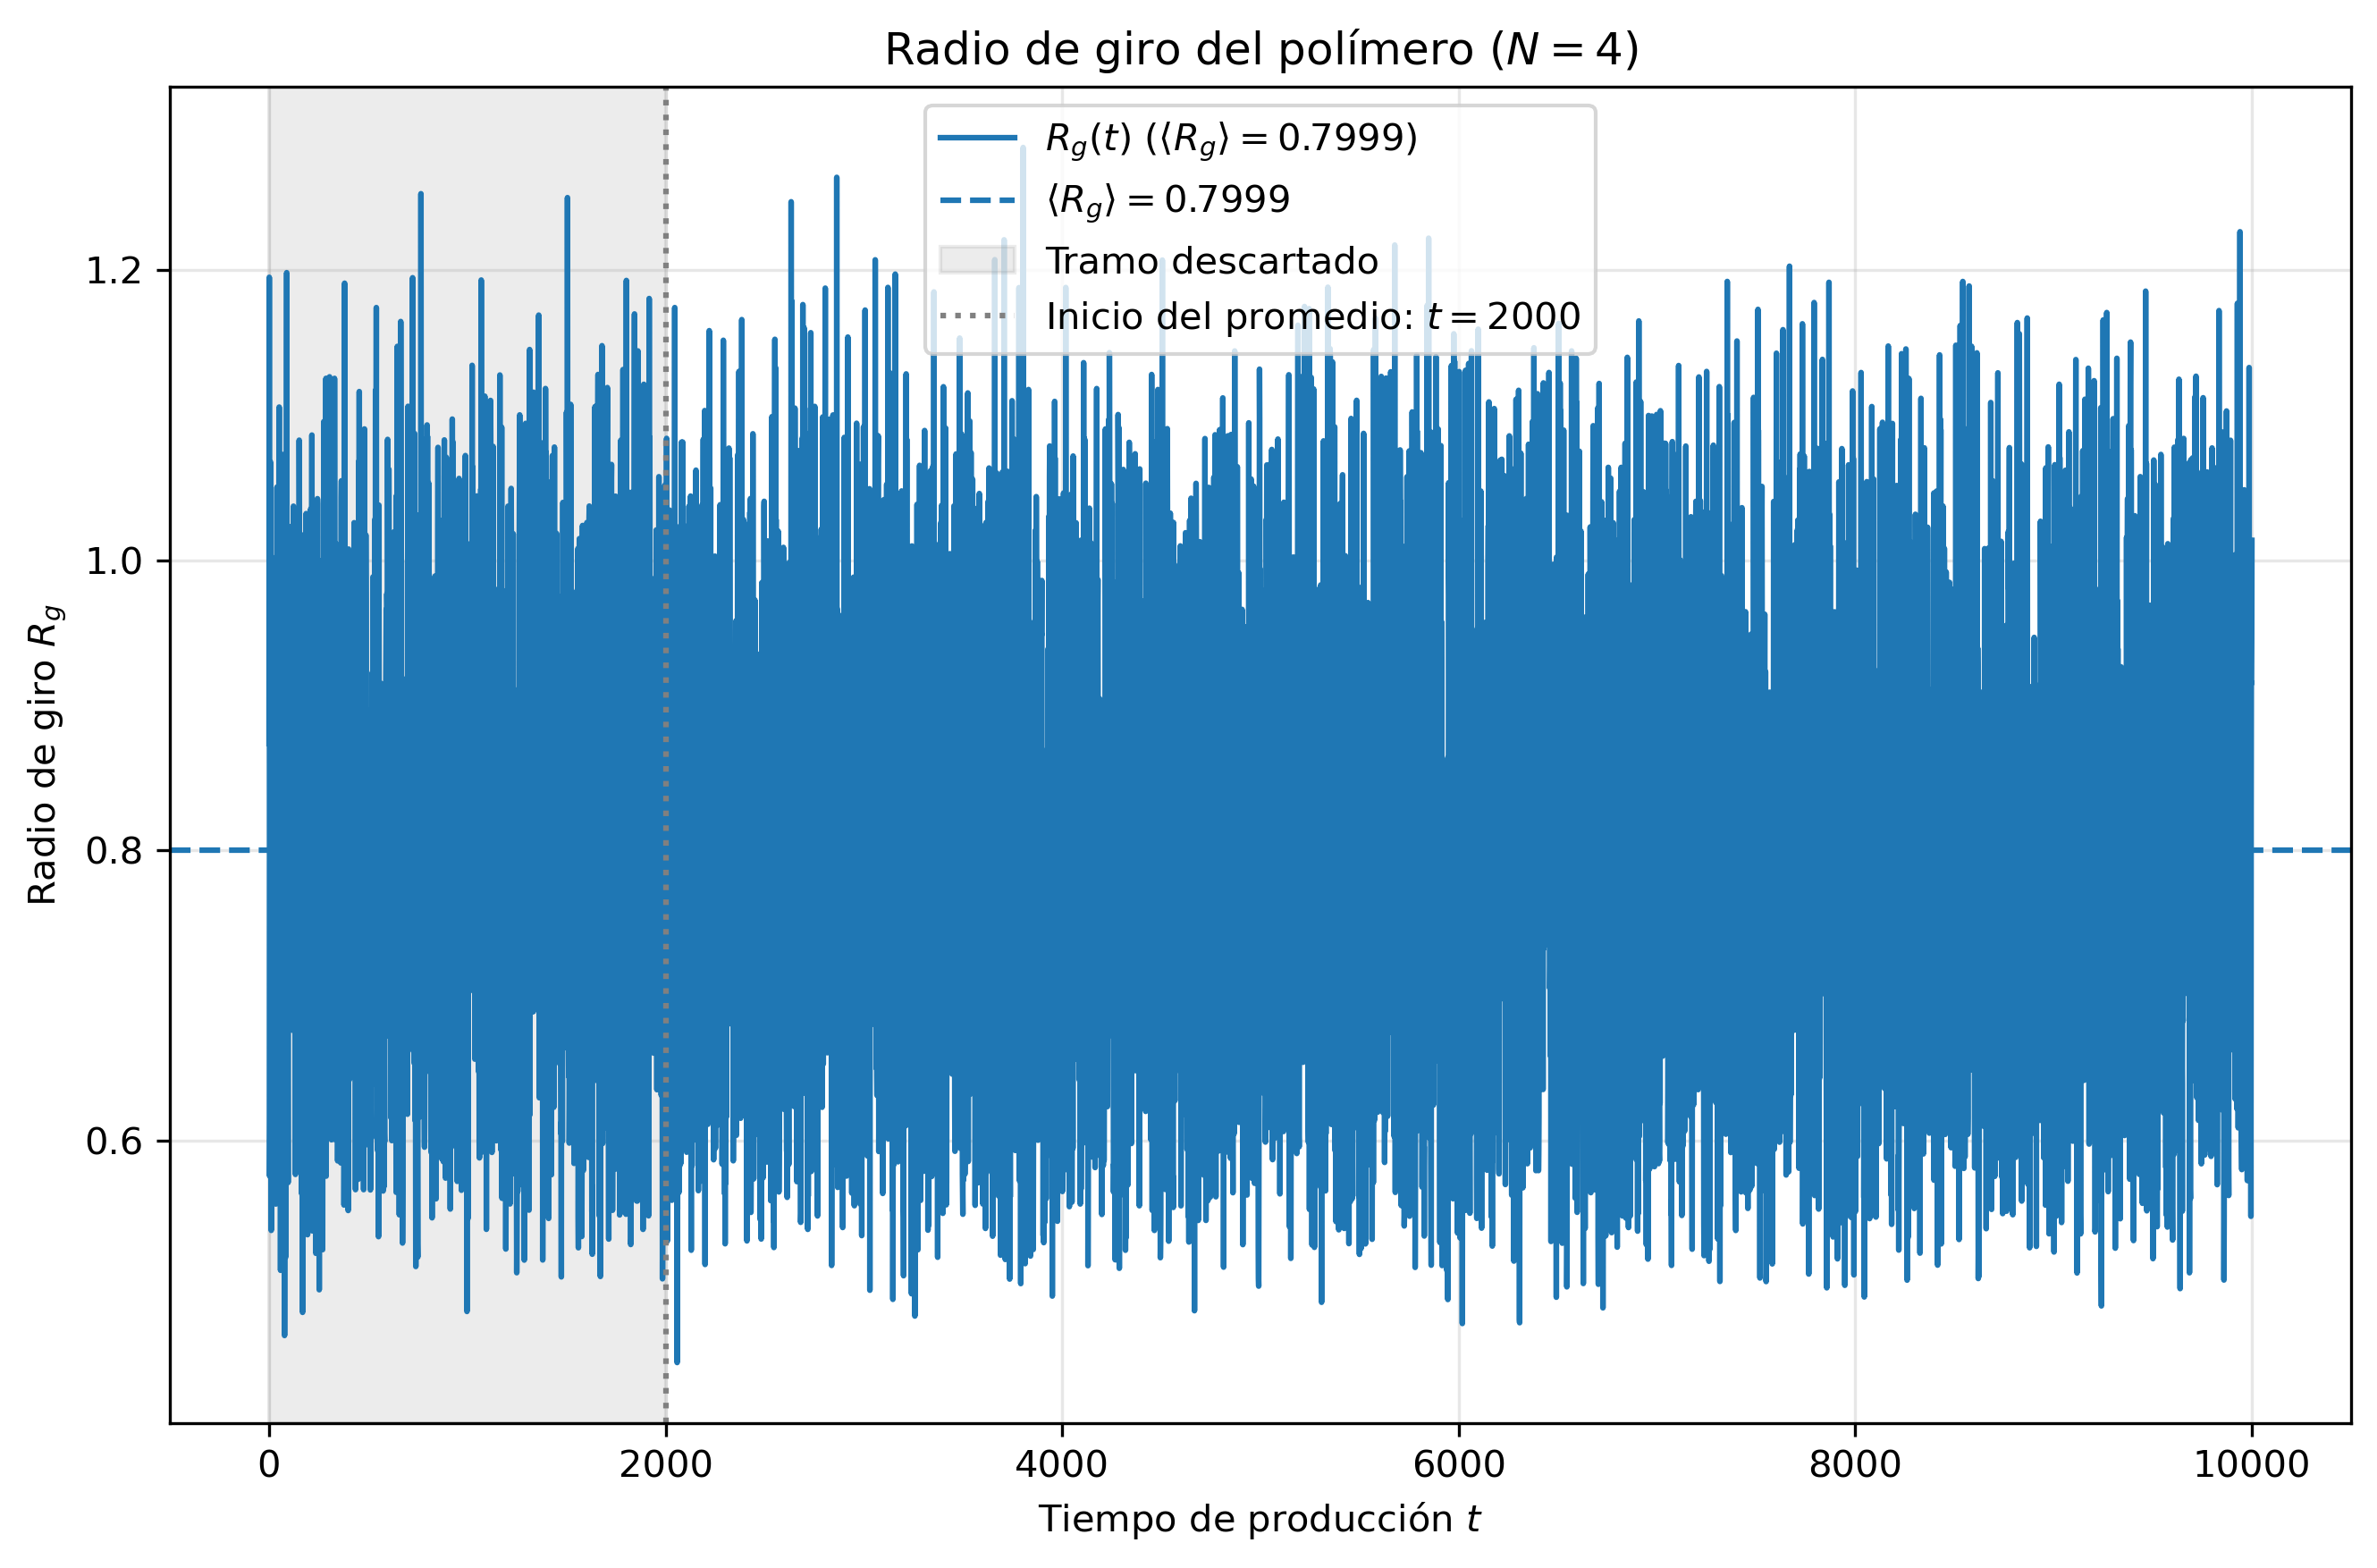 Radio de giro del polímero (N = 4)
R_g(t) (⟨R_g⟩ = 0.7999)
⟨R_g⟩ = 0.7999
Tramo descartado
Inicio del promedio: t = 2000
1.2
1.0
0.8
0.6
Radio de giro R_g
0 2000 4000 6000 8000 10000
Tiempo de producción t